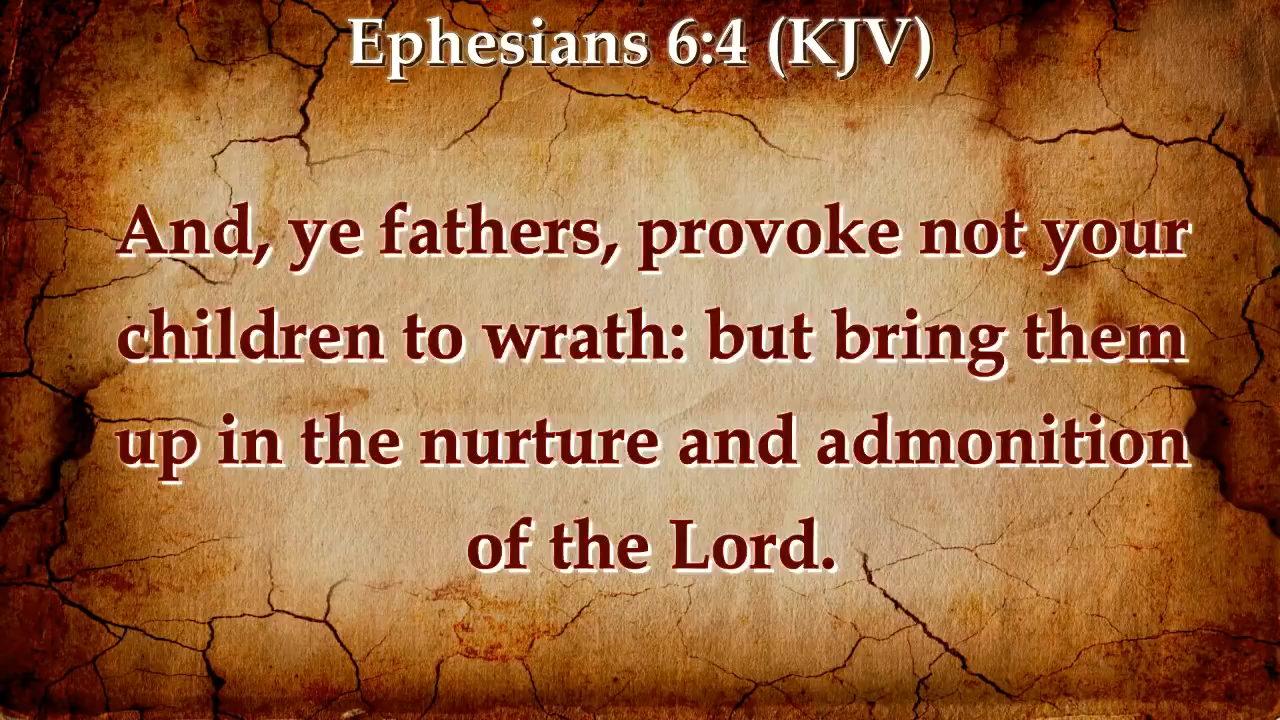 Ephesians 6:4 (KJV)
And, ye fathers, provoke not your
children to wrath: but bring them
up in the nurture and admonition
of the Lord.